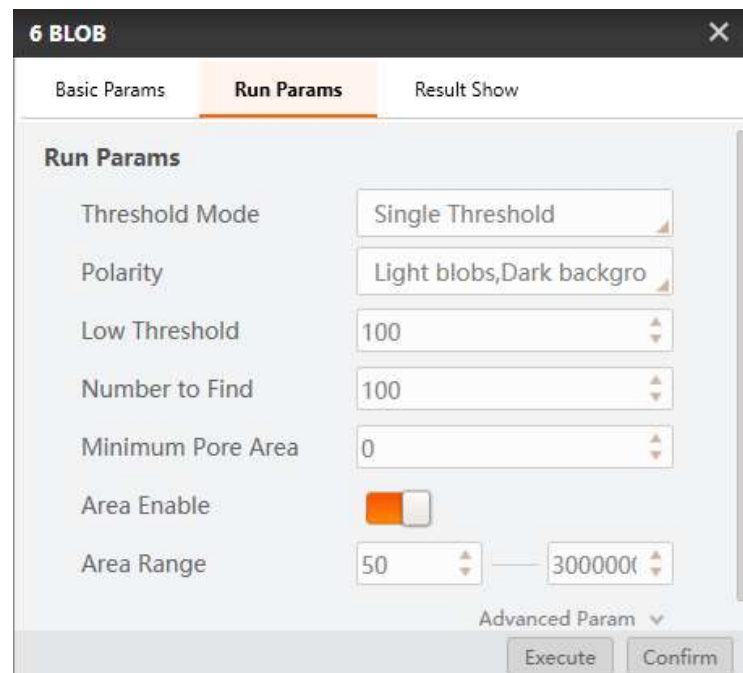 6 BLOB
Basic Params Run Params Result Show
Run Params
Threshold Mode Single Threshold
Polarity Light blobs,Dark backgro
Low Threshold 100
Number to Find 100
Minimum Pore Area 0
Area Enable
Area Range 50 3000000
Advanced Param
Execute Confirm